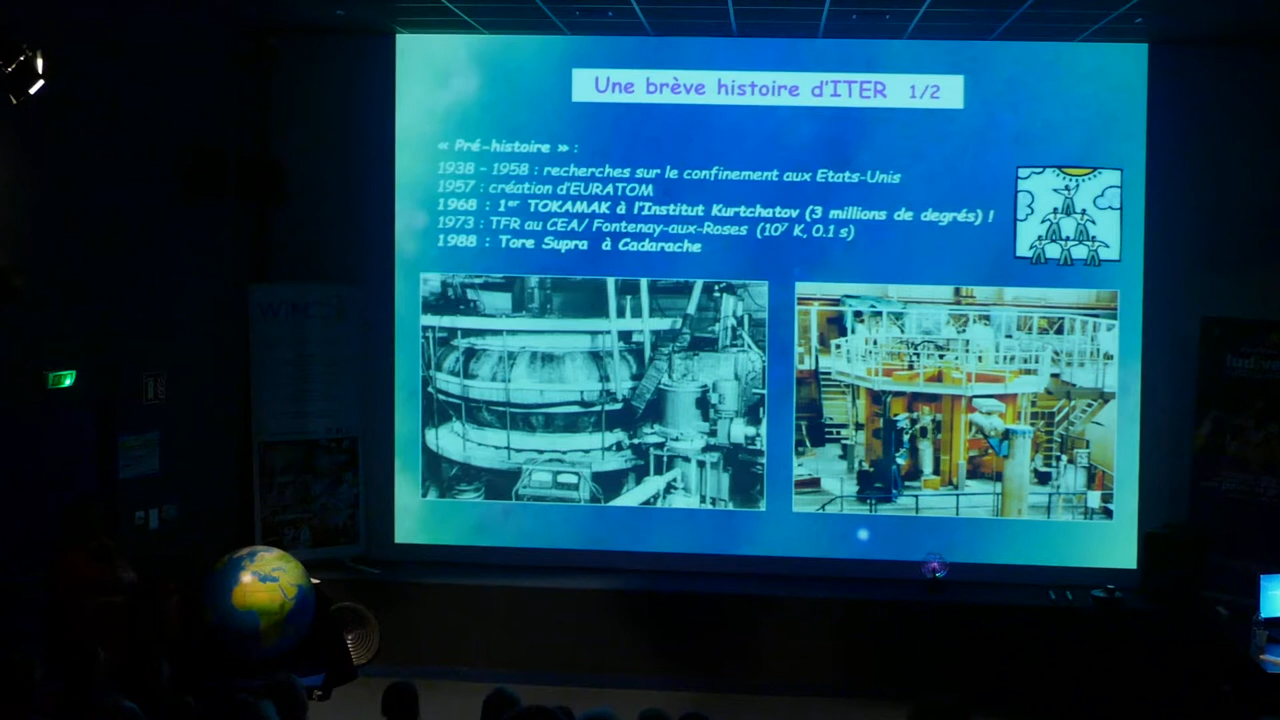 Une brève histoire d'ITER 1/2
« Pré-histoire » :
1938 - 1958 : recherches sur le confinement aux Etats-Unis
1957 : création d'EURATOM
1968 : 1er TOKAMAK à l'Institut Kurtchatov (3 millions de degrés) !
1973 : TFR au CEA/ Fontenay-aux-Roses (10⁷ K, 0.1 s)
1988 : Tore Supra à Cadarache